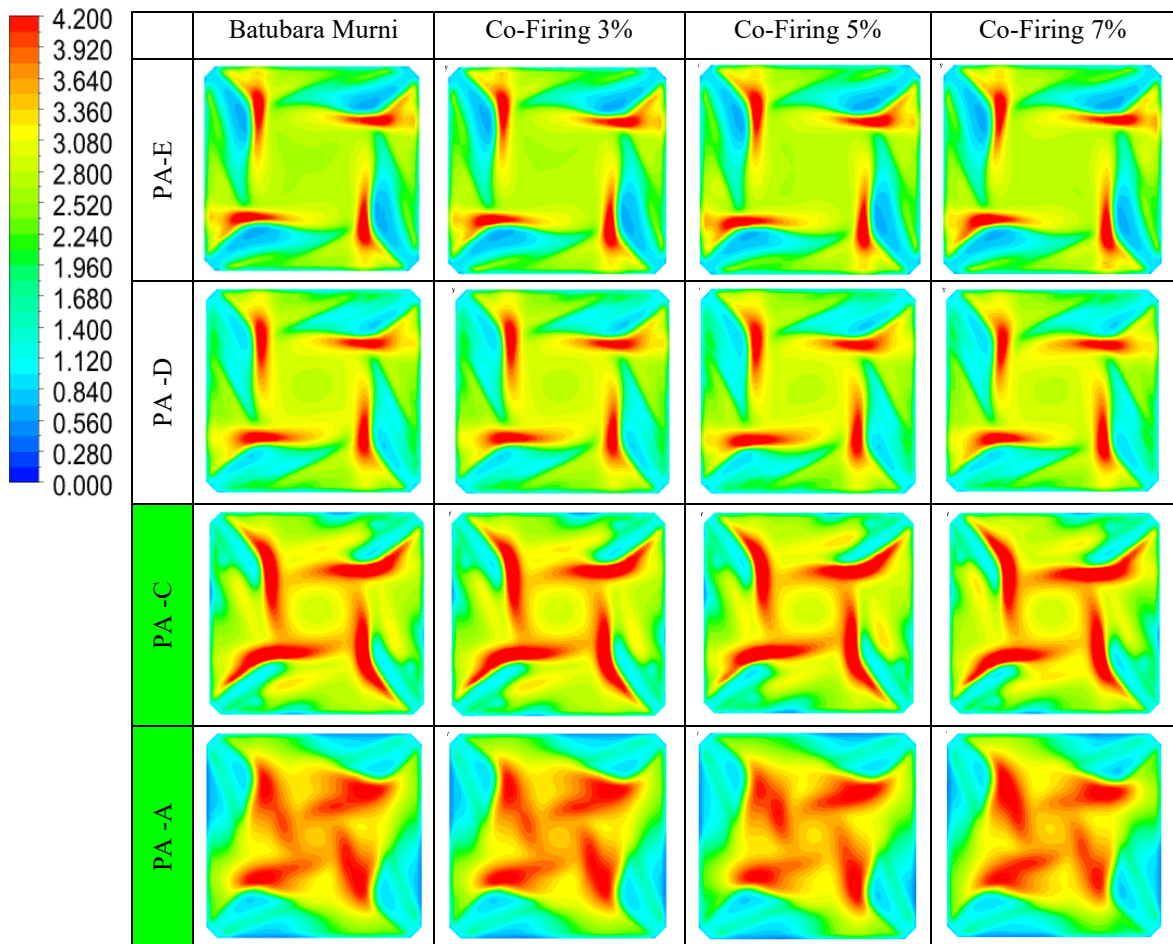 4.200
3.920
3.640
3.360
3.080
2.800
2.520
2.240
1.960
1.680
1.400
1.120
0.840
0.560
0.280
0.000
Batubara Murni
Co-Firing 3%
Co-Firing 5%
Co-Firing 7%
PA-E
PA -D
PA -C
PA -A